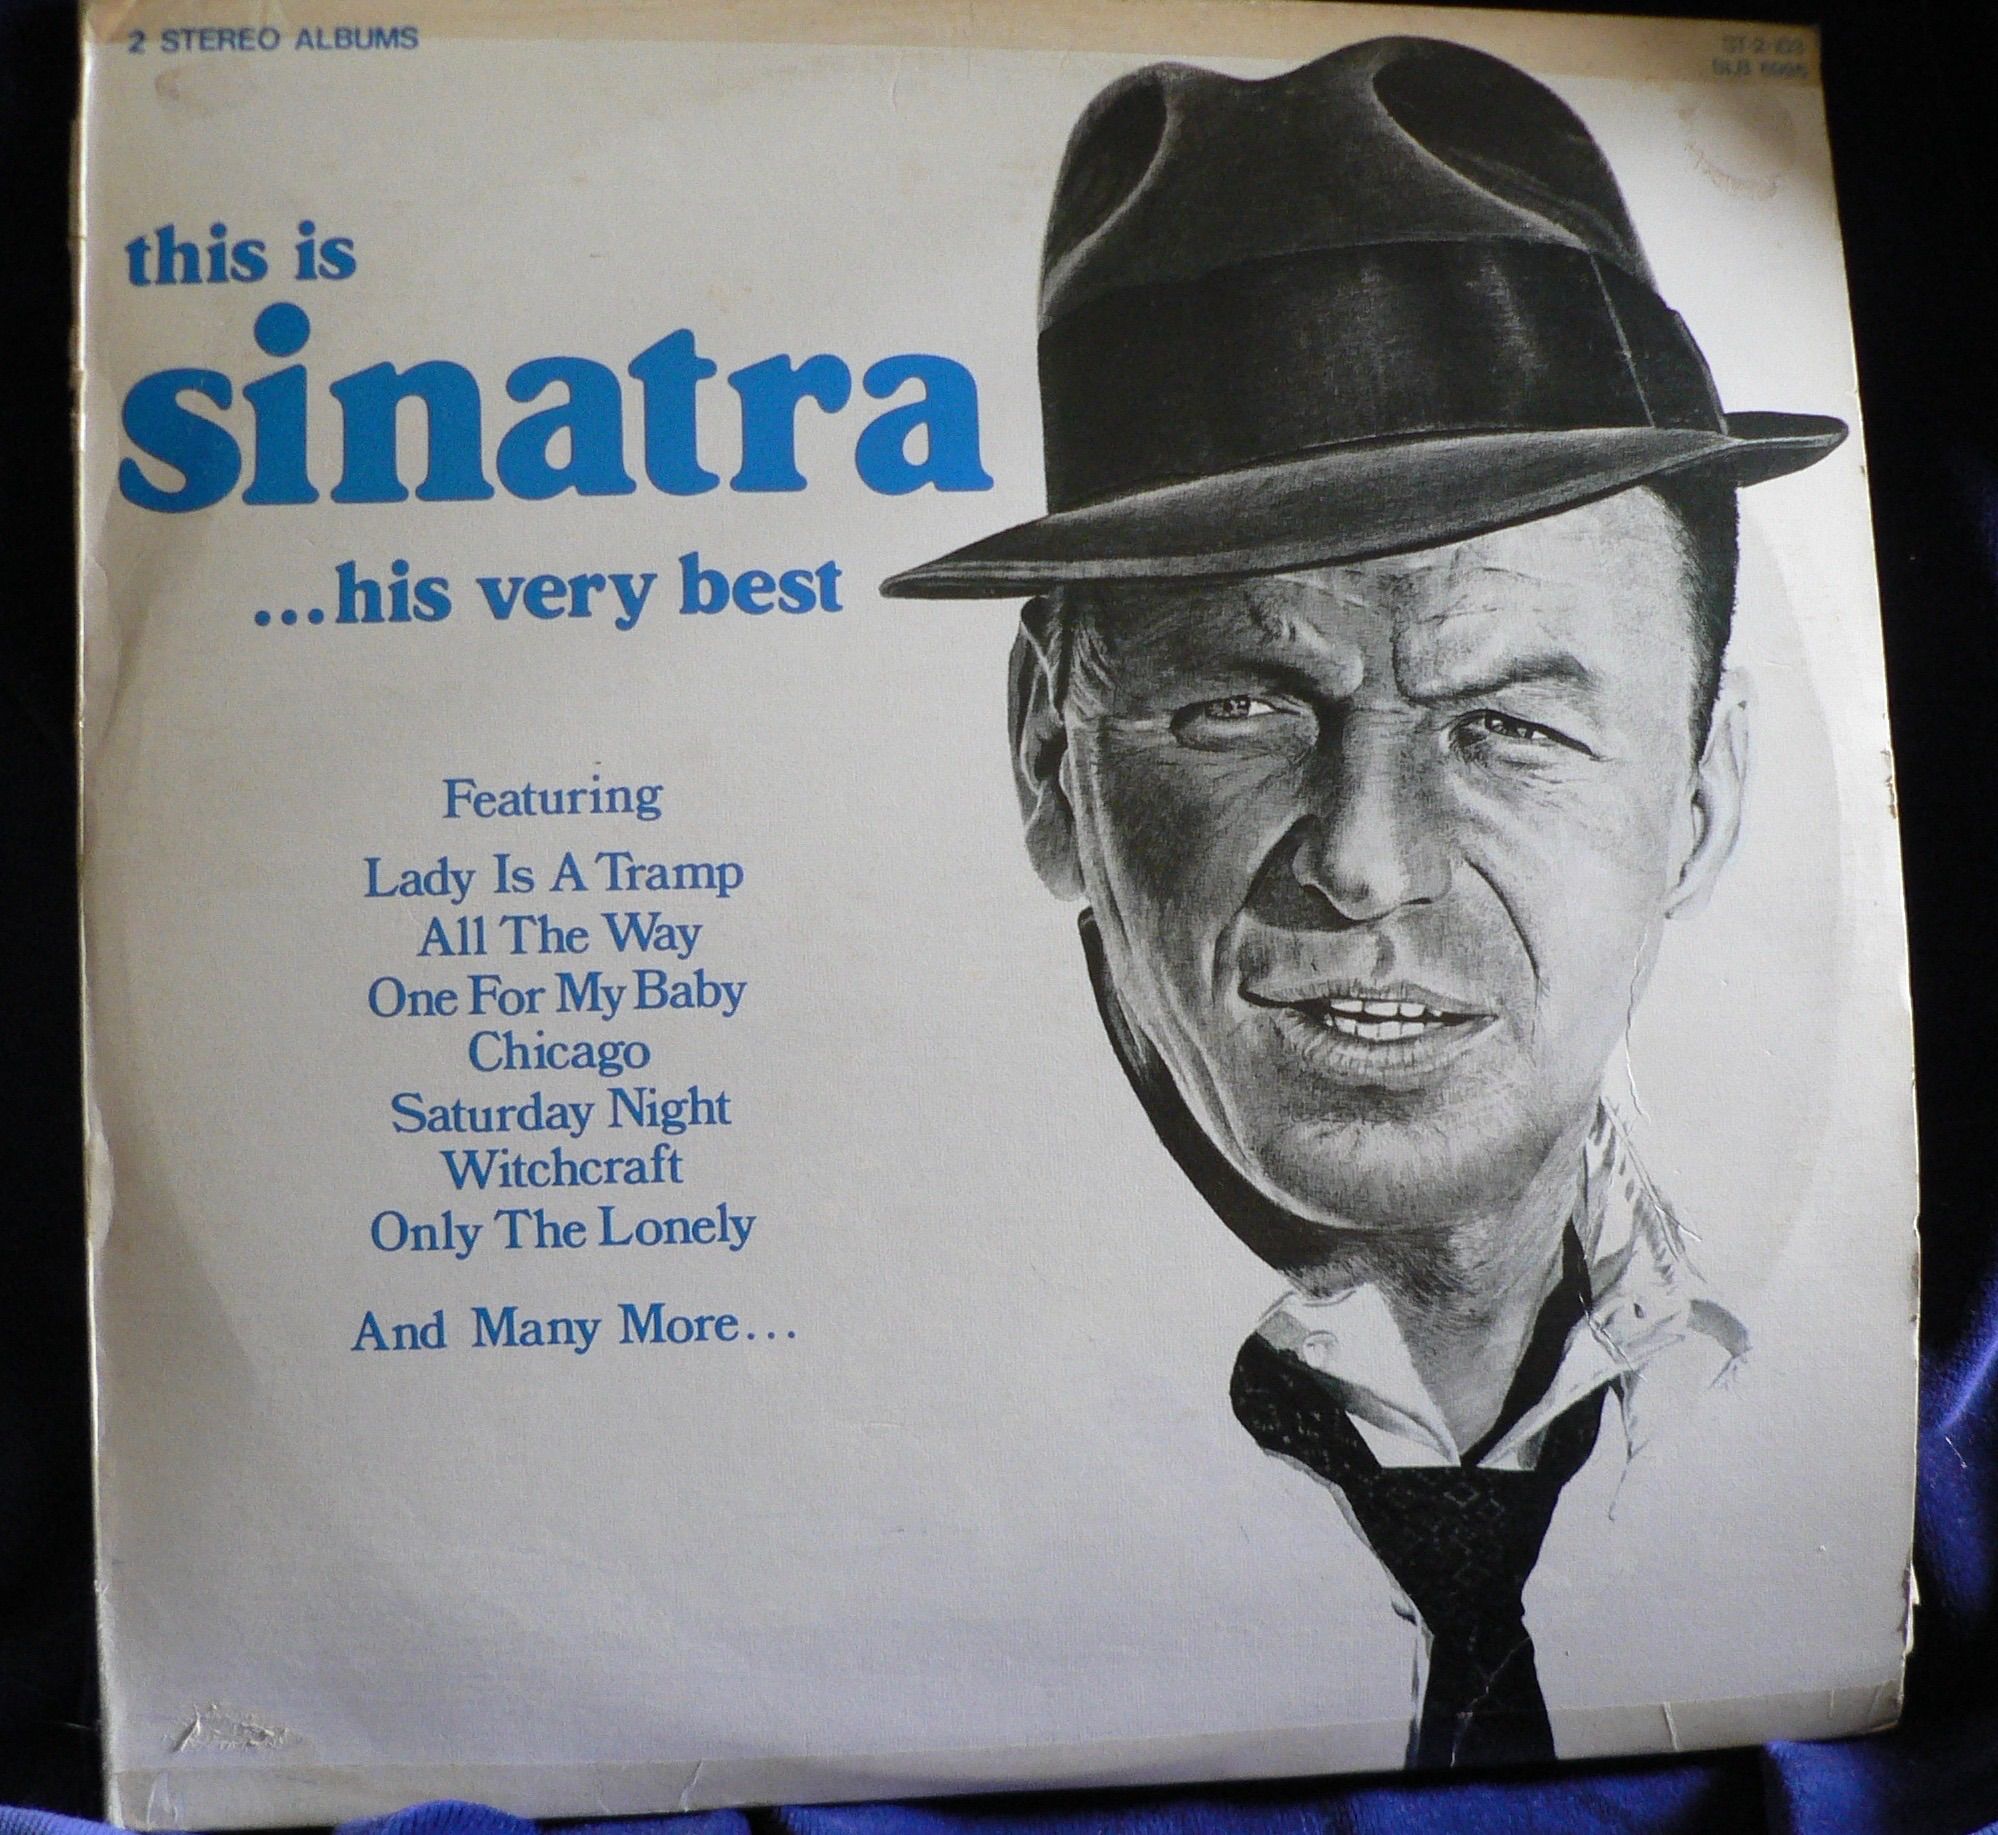 2 STEREO ALBUMS
this is
sinatra
...his very best
Featuring
Lady Is A Tramp
All The Way
One For My Baby
Chicago
Saturday Night
Witchcraft
Only The Lonely
And Many More...